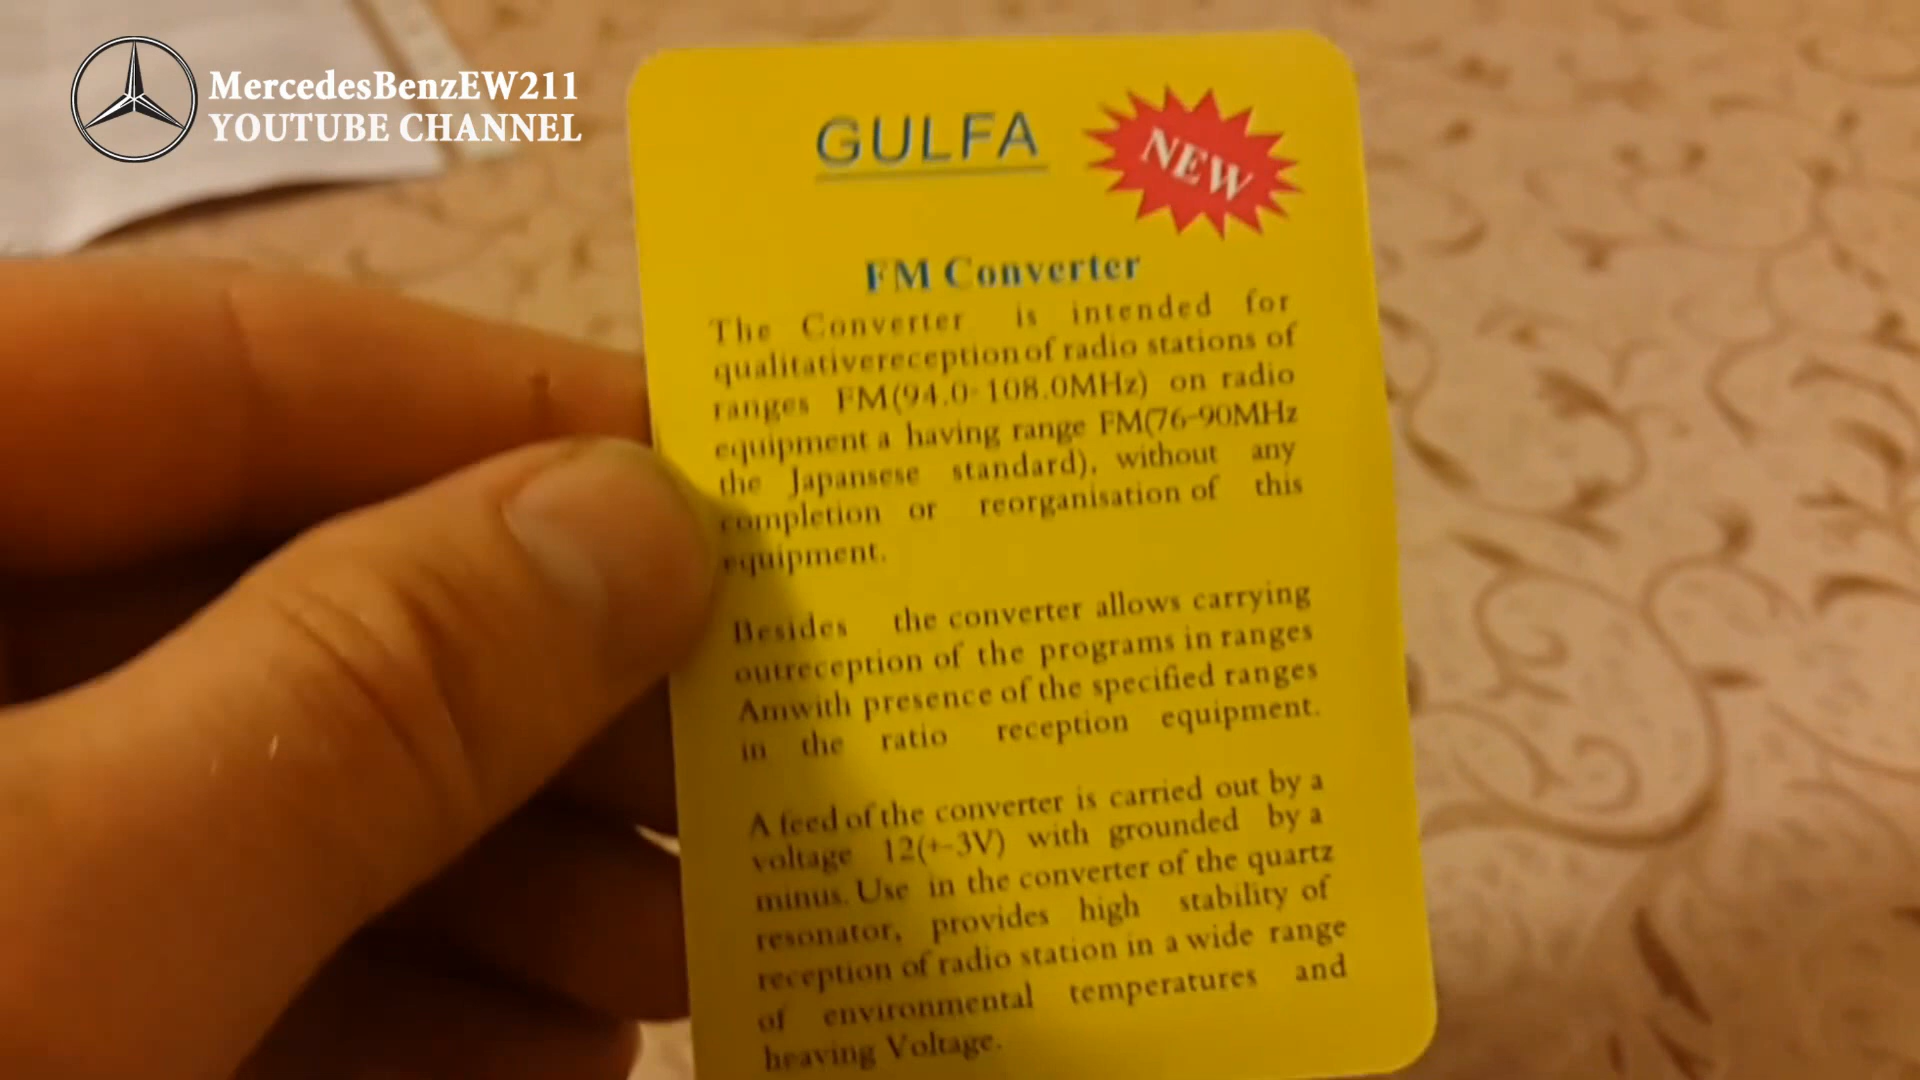 MercedesBenzEW211
YOUTUBE CHANNEL
GULFA
NEW
FM Converter
The Converter is intended for
qualitativereception of radio stations of
ranges FM(94.0-108.0MHz) on radio
equipment a having range FM(76-90MHz
the Japansese standard), without any
completion or reorganisation of this
equipment.
Besides the converter allows carrying
outreception of the programs in ranges
Amwith presence of the specified ranges
in the ratio reception equipment.
A feed of the converter is carried out by a
voltage 12(+-3V) with grounded by a
minus. Use in the converter of the quartz
resonator, provides high stability of
reception of radio station in a wide range
of environmental temperatures and
heaving Voltage.